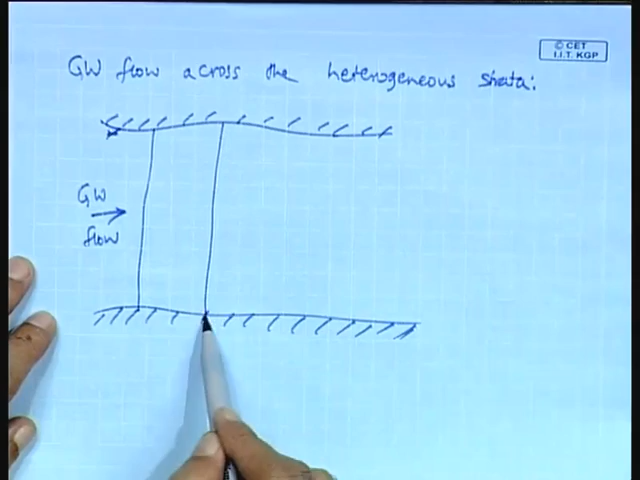 © CET
I.I.T. KGP
GW flow across the heterogeneous strata:
GW
flow